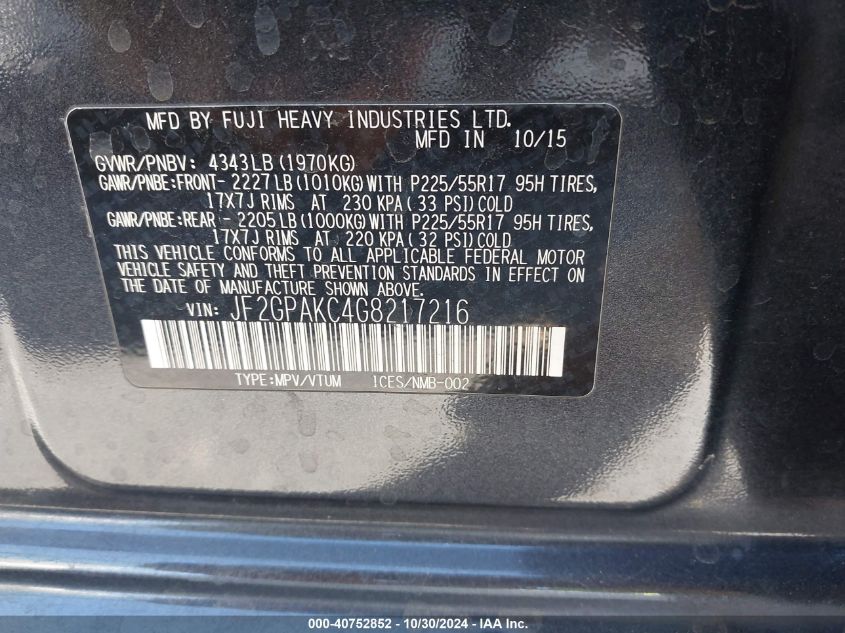 MFD BY FUJI HEAVY INDUSTRIES LTD.
MFD IN 10/15
GVWR/PNBV: 4343LB (1970KG)
GAWR/PNBE:FRONT- 2227LB (1010KG) WITH P225/55R17 95H TIRES,
17X7J RIMS AT 230 KPA ( 33 PSI) COLD
GAWR/PNBE:REAR - 2205LB (1000KG) WITH P225/55R17 95H TIRES,
17X7J RIMS AT 220 KPA (32 PSI) COLD
THIS VEHICLE CONFORMS TO ALL APPLICABLE FEDERAL MOTOR
VEHICLE SAFETY AND THEFT PREVENTION STANDARDS IN EFFECT ON
THE DATE OF MANUFACTURE SHOWN ABOVE.
VIN: JF2GPAKC4G8217216
TYPE:MPV/VTUM ICES/NMB-002
000-40752852 - 10/30/2024 - IAA Inc.